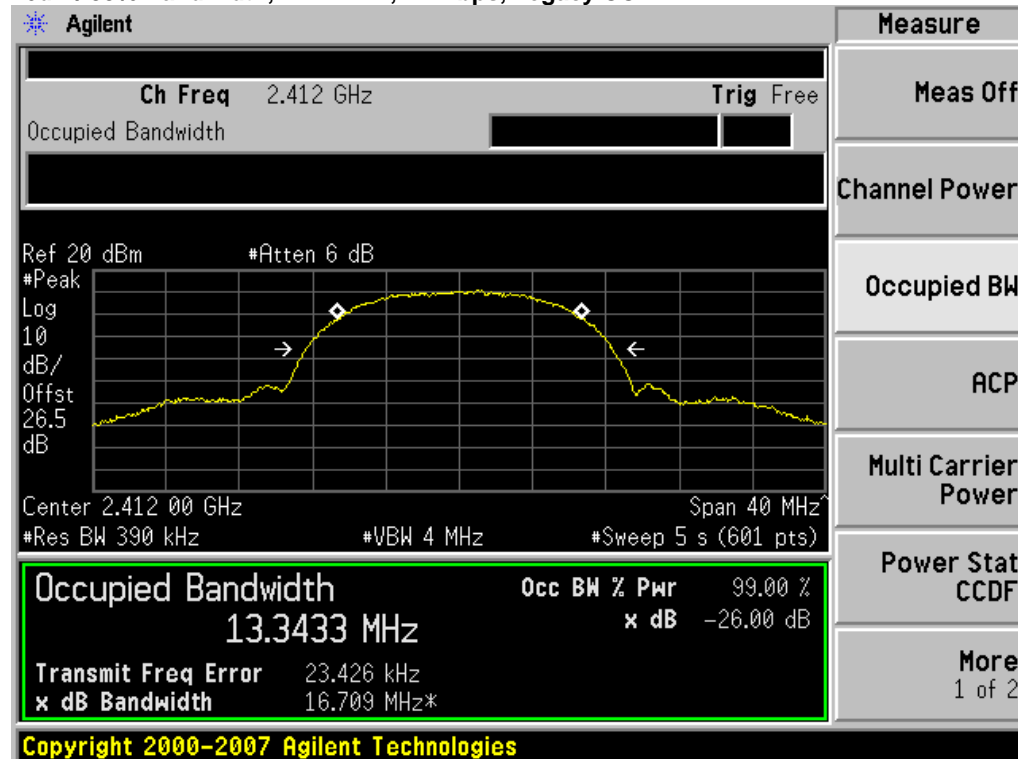 Agilent
Measure
Ch Freq 2.412 GHz Trig Free
Occupied Bandwidth
Meas Off
Channel Power
Occupied BW
ACP
Multi Carrier
Power
Power Stat
CCDF
More
1 of 2
Ref 20 dBm #Atten 6 dB
#Peak
Log
10
dB/
Offst
26.5
dB
Center 2.412 00 GHz Span 40 MHz^
#Res BW 390 kHz #VBW 4 MHz #Sweep 5 s (601 pts)
Occupied Bandwidth Occ BW % Pwr 99.00 %
13.3433 MHz x dB -26.00 dB
Transmit Freq Error 23.426 kHz
x dB Bandwidth 16.709 MHz*
Copyright 2000-2007 Agilent Technologies